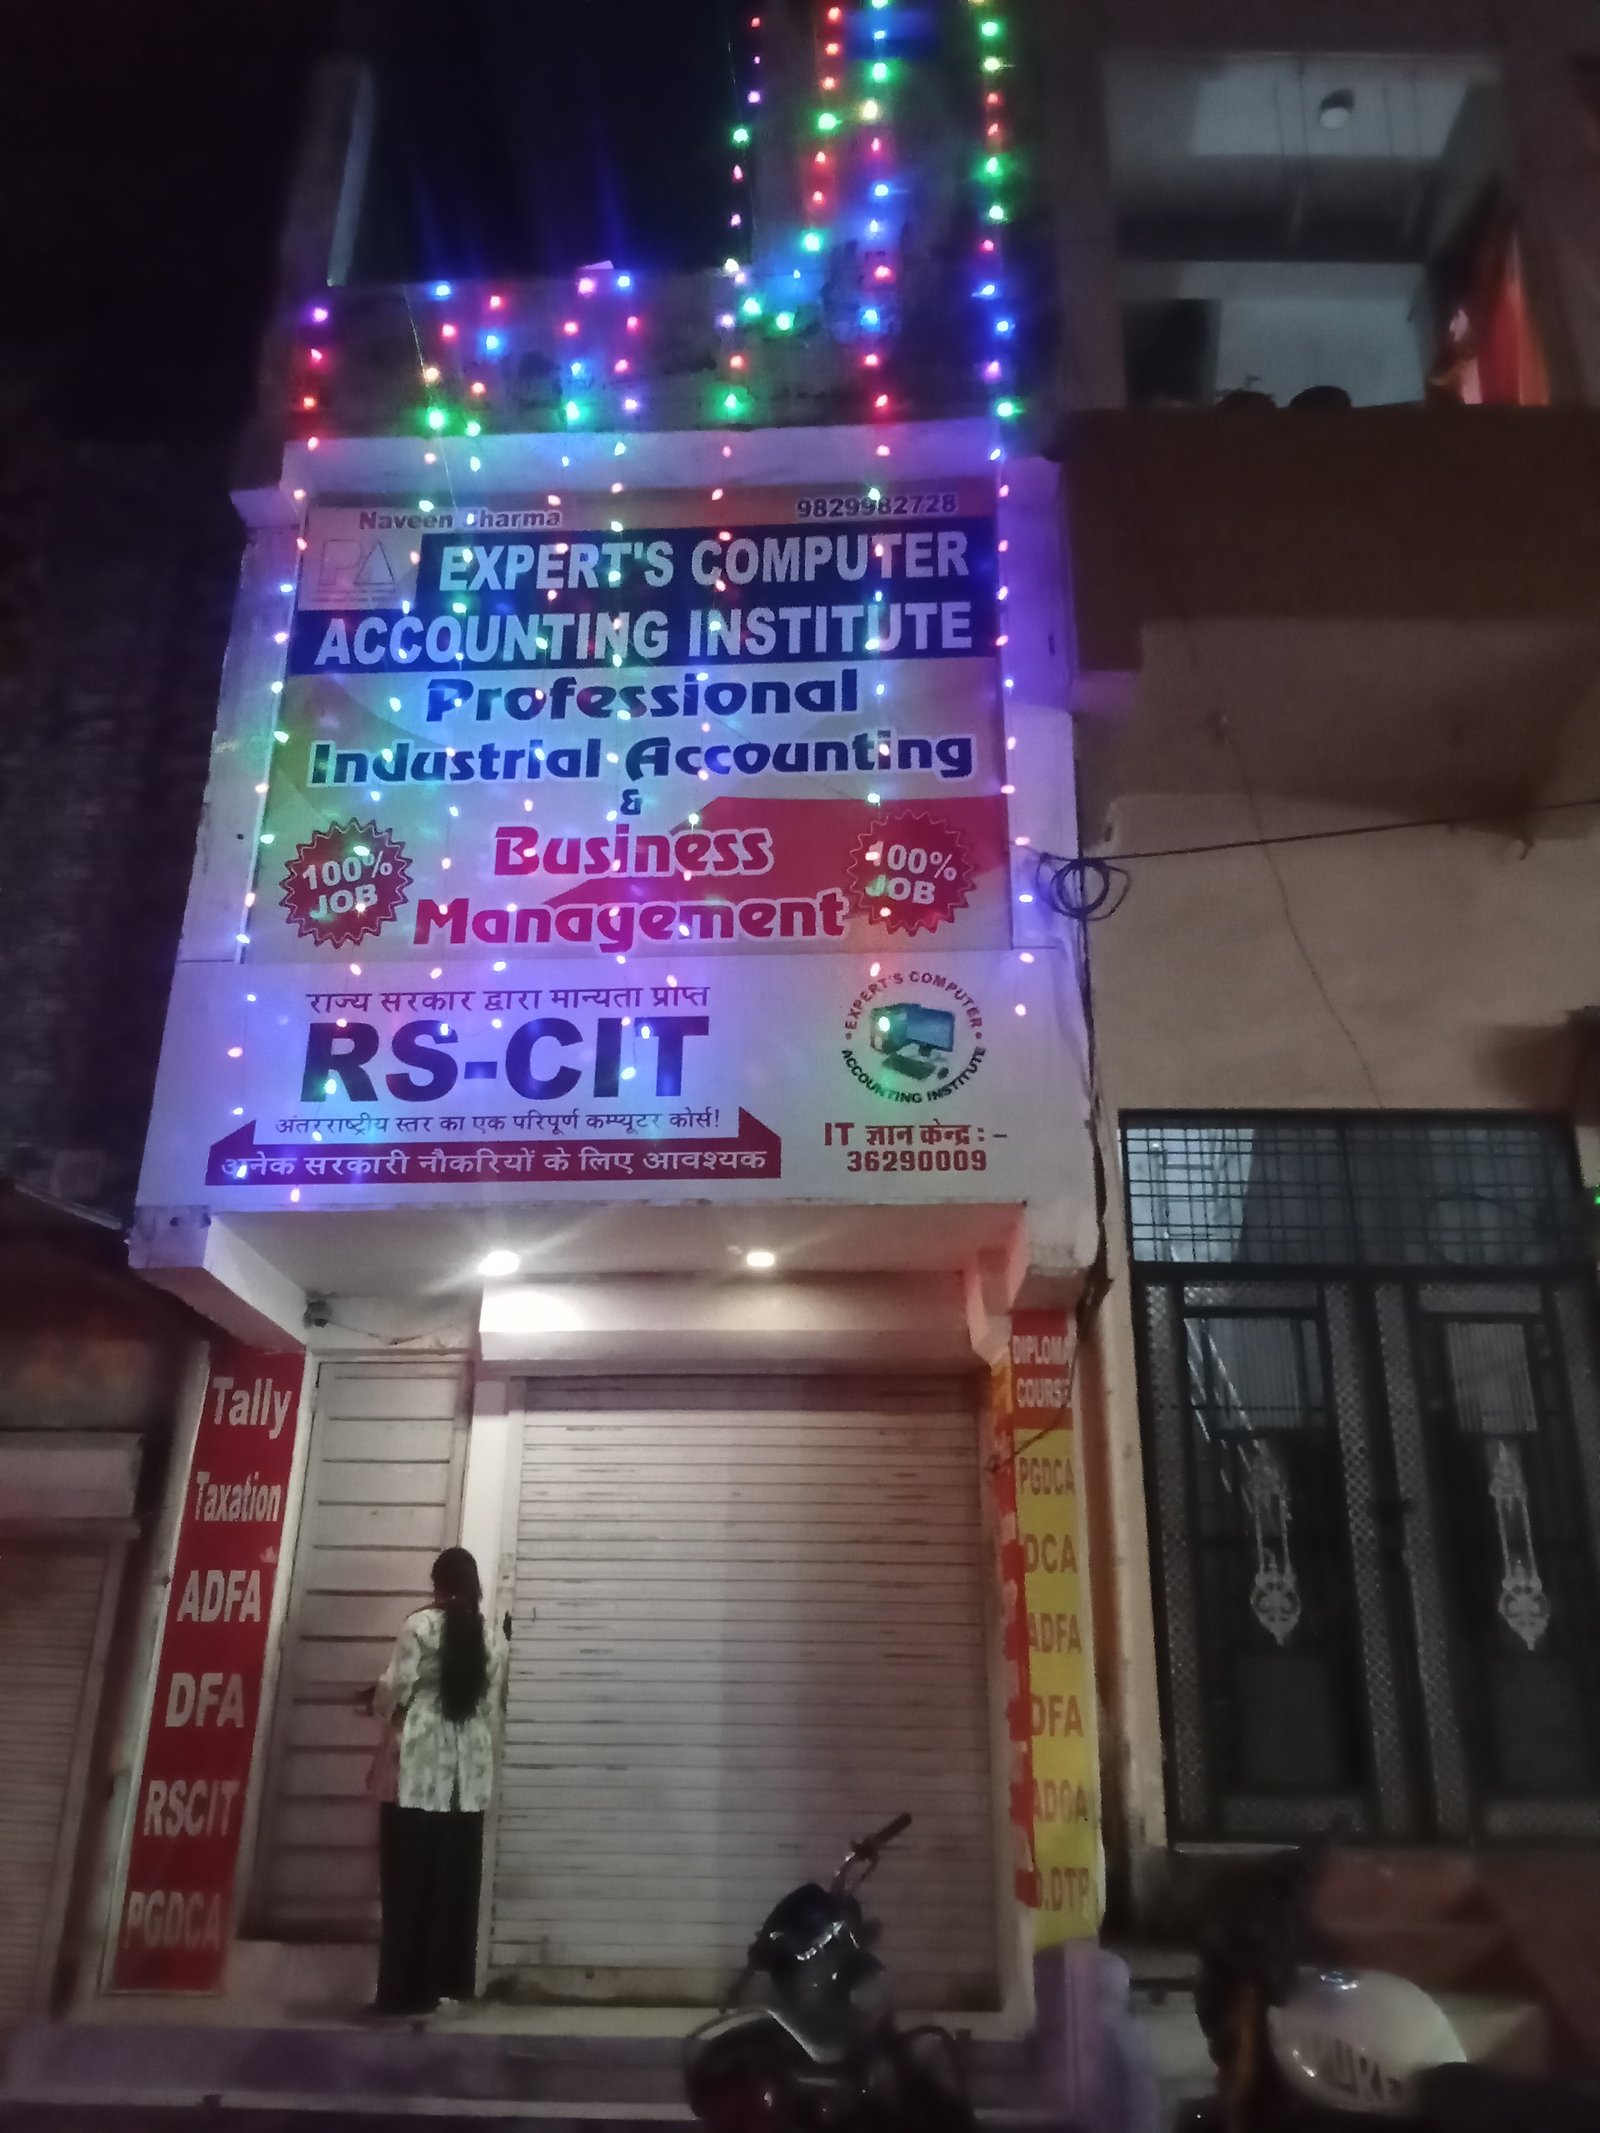 Naveen Sharma
9829982728
PA
EXPERT'S COMPUTER
ACCOUNTING INSTITUTE
Professional
Industrial Accounting
&
Business
Management
100%
JOB
100%
JOB
राज्य सरकार द्वारा मान्यता प्राप्त
RS-CIT
अंतरराष्ट्रीय स्तर का एक परिपूर्ण कम्प्यूटर कोर्स!
अनेक सरकारी नौकरियों के लिए आवश्यक
EXPERT'S COMPUTER
ACCOUNTING INSTITUTE
IT ज्ञान केन्द्र : –
36290009
Tally
Taxation
ADFA
DFA
RSCIT
PGDCA
DIPLOMA
COURSE
PGDCA
DCA
ADFA
DFA
ADCA